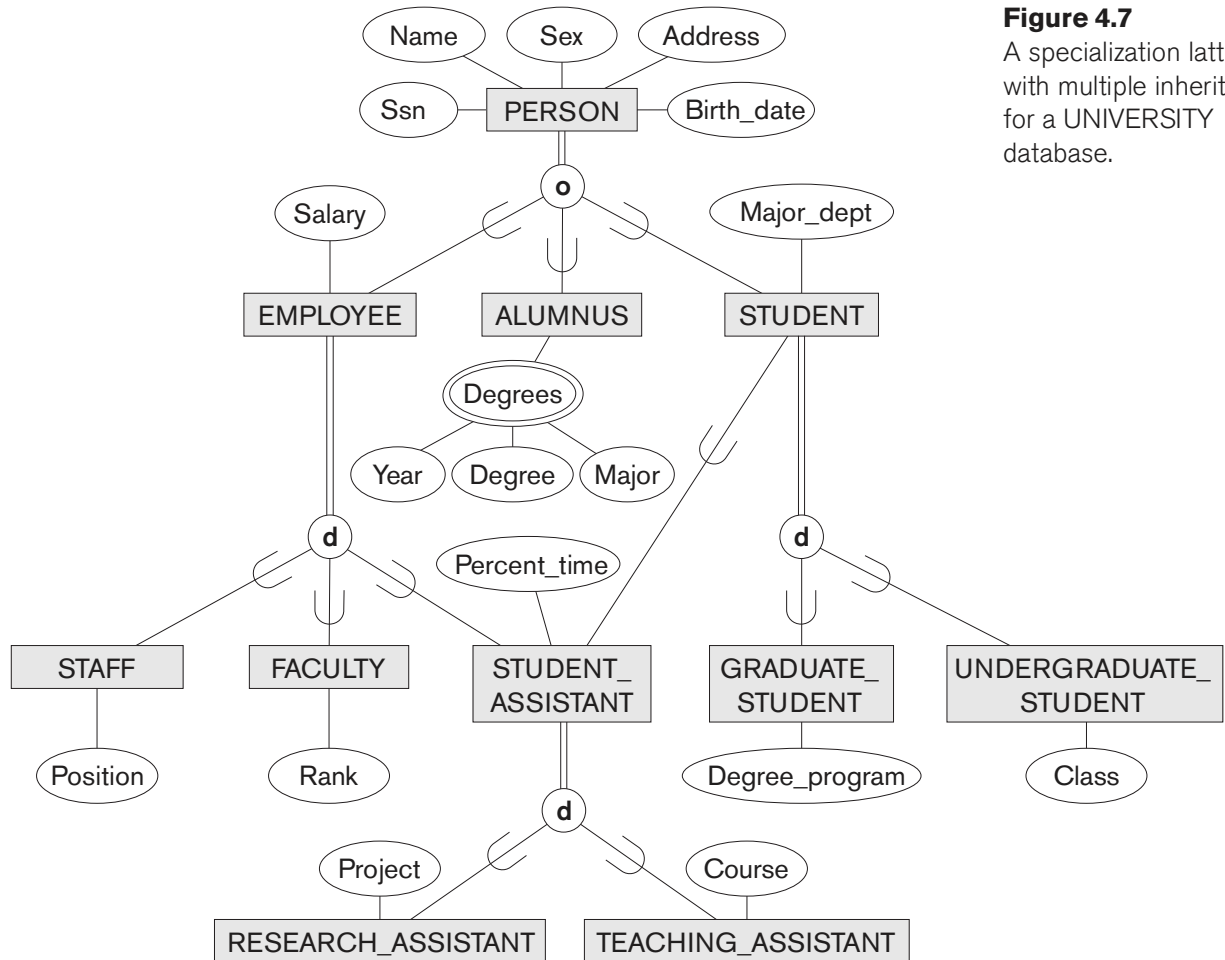 Figure 4.7
A specialization latt
with multiple inherit
for a UNIVERSITY
database.
Name
Sex
Address
Ssn
PERSON
Birth_date
o
Salary
Major_dept
EMPLOYEE
ALUMNUS
STUDENT
Degrees
Year
Degree
Major
d
d
Percent_time
STAFF
FACULTY
STUDENT_
ASSISTANT
GRADUATE_
STUDENT
UNDERGRADUATE_
STUDENT
Position
Rank
Degree_program
Class
d
Project
Course
RESEARCH_ASSISTANT
TEACHING_ASSISTANT